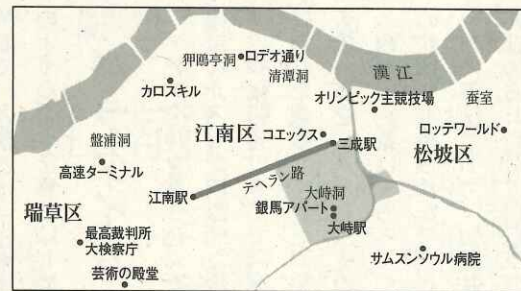 狎鷗亭洞
ロデオ通り
清潭洞
漢江
カロスキル
オリンピック主競技場
蚕室
盤浦洞
江南区
コエックス
三成駅
ロッテワールド
松坡区
高速ターミナル
テヘラン路
大峙洞
江南駅
銀馬アパート
瑞草区
大峙駅
最高裁判所
大検察庁
サムスンソウル病院
芸術の殿堂